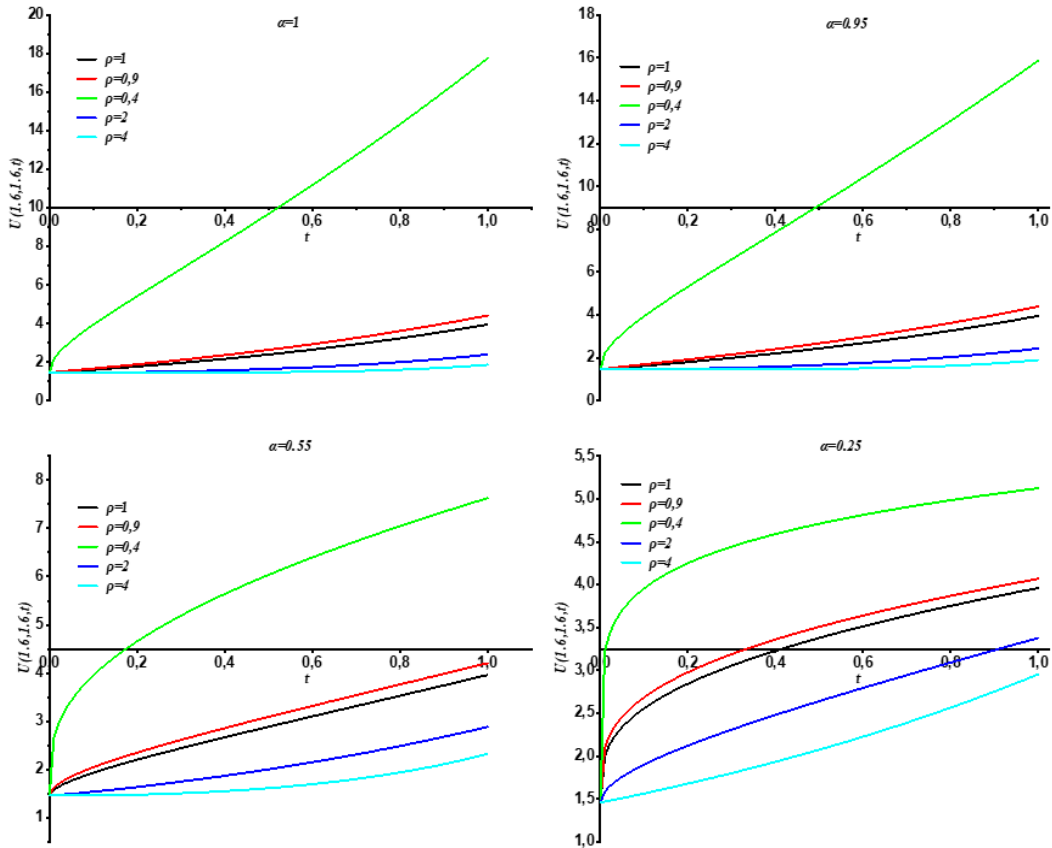 α=1
20
18
16
14
12
10
8
6
4
2
0
U(1.6,1.6,t)
ρ=1
ρ=0,9
ρ=0,4
ρ=2
ρ=4
0,0
0,2
0,4
0,6
0,8
1,0
t
α=0.95
18
16
14
12
10
8
6
4
2
0
U(1.6,1.6,t)
ρ=1
ρ=0,9
ρ=0,4
ρ=2
ρ=4
0,0
0,2
0,4
0,6
0,8
1,0
t
α=0.55
8
7
6
5
4
3
2
1
U(1.6,1.6,t)
ρ=1
ρ=0,9
ρ=0,4
ρ=2
ρ=4
0,0
0,2
0,4
0,6
0,8
1,0
t
α=0.25
5,5
5,0
4,5
4,0
3,5
3,0
2,5
2,0
1,5
1,0
U(1.6,1.6,t)
ρ=1
ρ=0,9
ρ=0,4
ρ=2
ρ=4
0,0
0,2
0,4
0,6
0,8
1,0
t